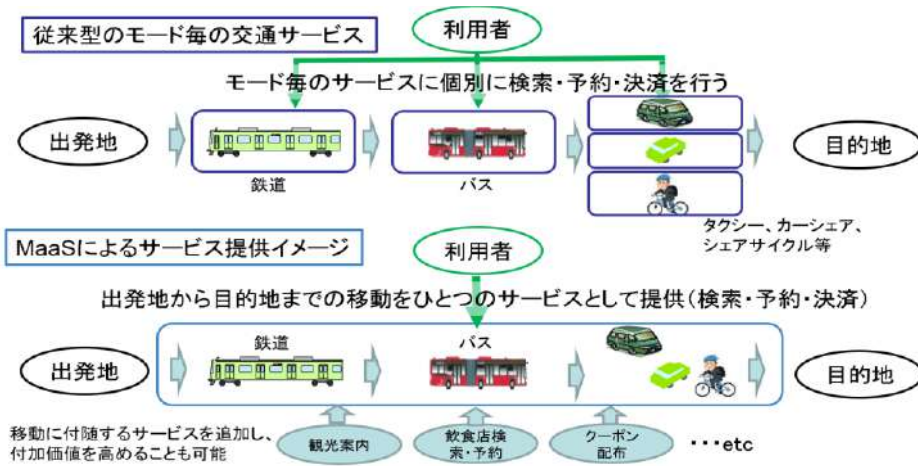 従来型のモード毎の交通サービス
利用者
モード毎のサービスに個別に検索・予約・決済を行う
出発地
鉄道
バス
目的地
タクシー、カーシェア、
シェアサイクル等
MaaSによるサービス提供イメージ
利用者
出発地から目的地までの移動をひとつのサービスとして提供(検索・予約・決済)
鉄道
バス
出発地
目的地
移動に付随するサービスを追加し、
付加価値を高めることも可能
観光案内
飲食店検
索・予約
クーポン
配布
・・・etc